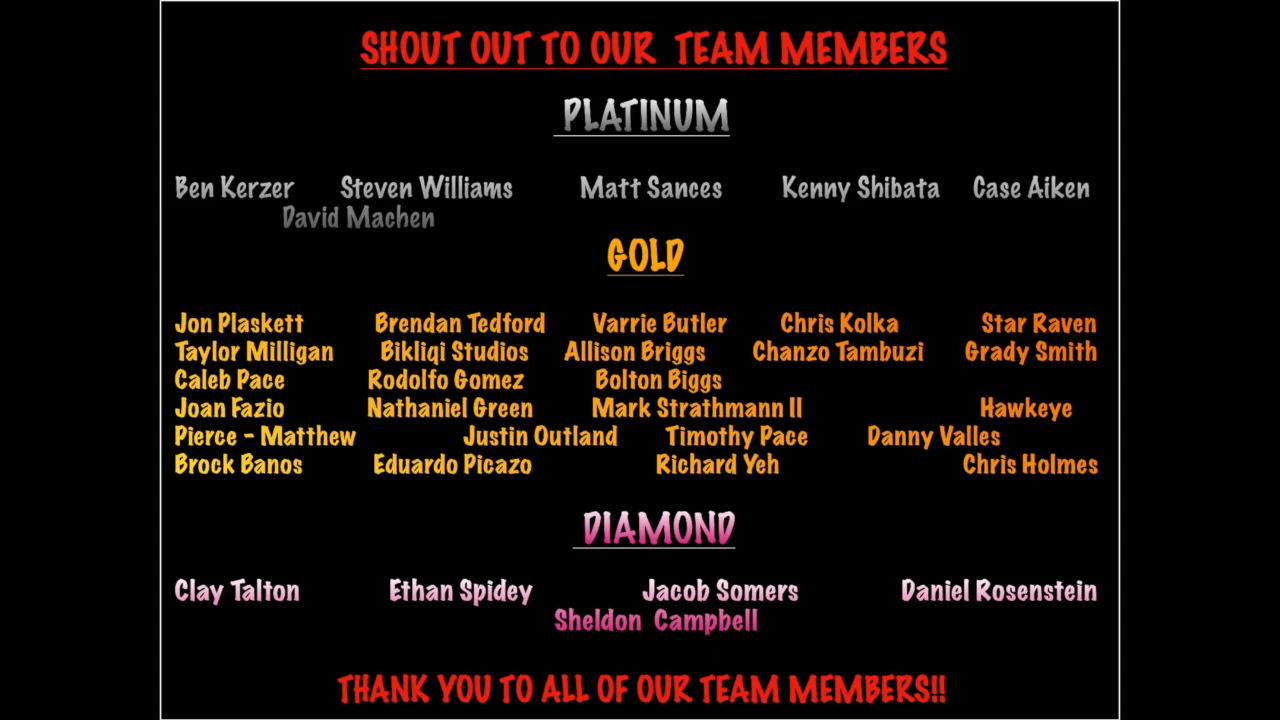 SHOUT OUT TO OUR TEAM MEMBERS
PLATINUM
Ben Kerzer Steven Williams Matt Sances Kenny Shibata Case Aiken
David Machen
GOLD
Jon Plaskett Brendan Tedford Varrie Butler Chris Kolka Star Raven
Taylor Milligan Bikliqi Studios Allison Briggs Chanzo Tambuzi Grady Smith
Caleb Pace Rodolfo Gomez Bolton Biggs
Joan Fazio Nathaniel Green Mark Strathmann II Hawkeye
Pierce - Matthew Justin Outland Timothy Pace Danny Valles
Brock Banos Eduardo Picazo Richard Yeh Chris Holmes
DIAMOND
Clay Talton Ethan Spidey Jacob Somers Daniel Rosenstein
Sheldon Campbell
THANK YOU TO ALL OF OUR TEAM MEMBERS!!